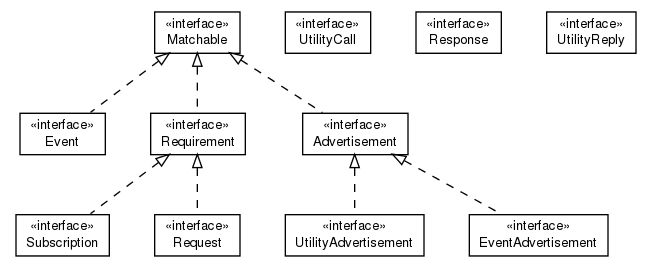 «interface»
Matchable
«interface»
UtilityCall
«interface»
Response
«interface»
UtilityReply
«interface»
Event
«interface»
Requirement
«interface»
Advertisement
«interface»
Subscription
«interface»
Request
«interface»
UtilityAdvertisement
«interface»
EventAdvertisement